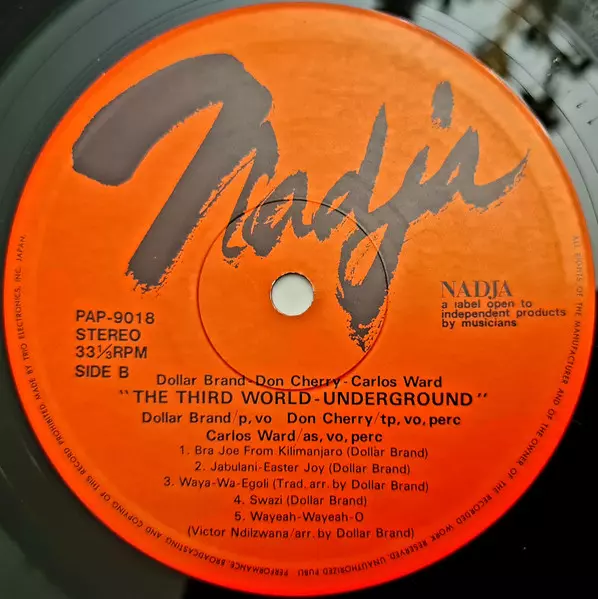 Nadja
NADJA
a label open to
independent products
by musicians
PAP-9018
STEREO
33⅓RPM
SIDE B
Dollar Brand-Don Cherry-Carlos Ward
"THE THIRD WORLD-UNDERGROUND"
Dollar Brand/p, vo Don Cherry/tp, vo, perc
Carlos Ward/as, vo, perc
1. Bra Joe From Kilimanjaro (Dollar Brand)
2. Jabulani-Easter Joy (Dollar Brand)
3. Waya-Wa-Egoli (Trad. arr. by Dollar Brand)
4. Swazi (Dollar Brand)
5. Wayeah-Wayeah-O
(Victor Ndilzwana/arr. by Dollar Brand)
ALL RIGHTS OF THE MANUFACTURER AND OF THE OWNER OF THE RECORDED WORK RESERVED. UNAUTHORIZED PUBLIC PERFORMANCE, BROADCASTING AND COPYING OF THIS RECORD PROHIBITED MADE BY TRIO ELECTRONICS, INC. JAPAN.